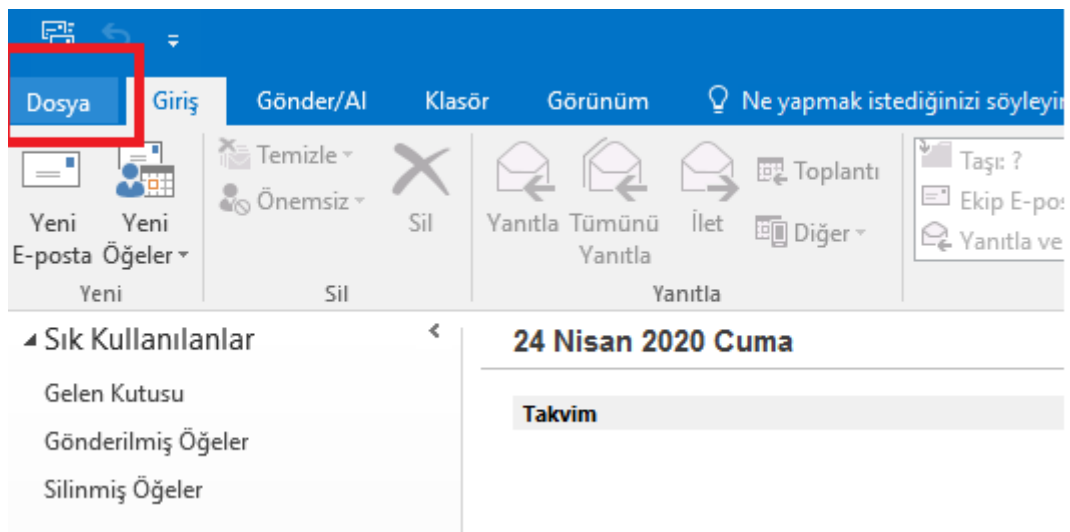 Dosya Giriş Gönder/Al Klasör Görünüm Ne yapmak istediğinizi söyleyin
Temizle Toplantı Taşı: ?
Önemsiz Ekip E-pos
Yeni Yeni Sil Yanıtla Tümünü İlet Diğer Yanıtla ve
E-posta Öğeler Yanıtla
Yeni Sil Yanıtla
Sık Kullanılanlar 24 Nisan 2020 Cuma
Gelen Kutusu Takvim
Gönderilmiş Öğeler
Silinmiş Öğeler